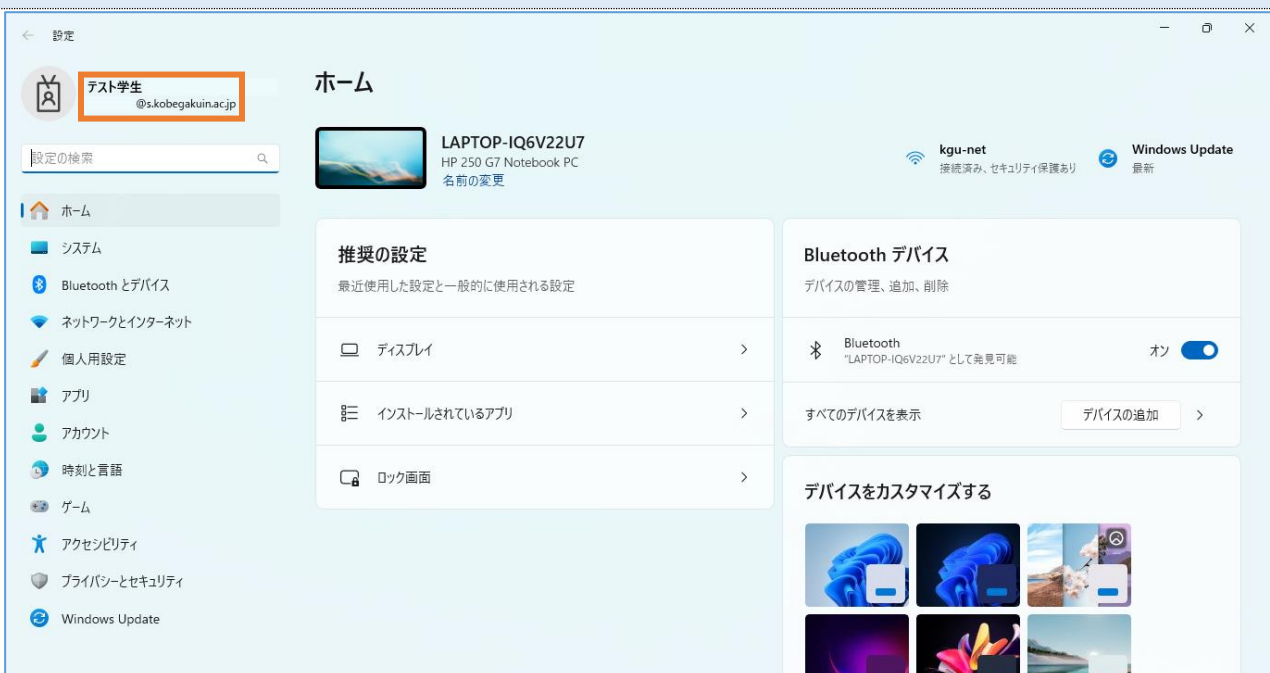 設定
テスト学生
@s.kobegakuin.ac.jp
設定の検索
ホーム
システム
Bluetooth とデバイス
ネットワークとインターネット
個人用設定
アプリ
アカウント
時刻と言語
ゲーム
アクセシビリティ
プライバシーとセキュリティ
Windows Update
ホーム
LAPTOP-IQ6V22U7
HP 250 G7 Notebook PC
名前の変更
kgu-net
接続済み、セキュリティ保護あり
Windows Update
最新
推奨の設定
最近使用した設定と一般的に使用される設定
ディスプレイ
インストールされているアプリ
ロック画面
Bluetooth デバイス
デバイスの管理、追加、削除
Bluetooth
"LAPTOP-IQ6V22U7" として発見可能
オン
すべてのデバイスを表示
デバイスの追加
デバイスをカスタマイズする